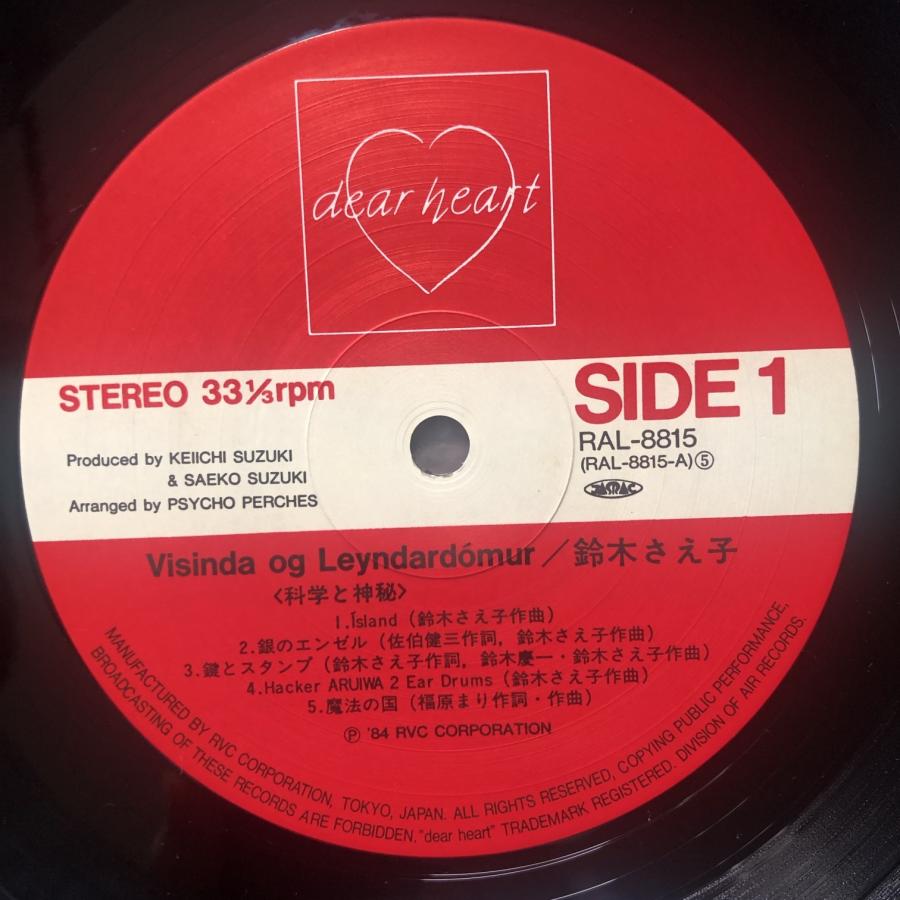 dear heart
STEREO 33⅓rpm
SIDE 1
RAL-8815
(RAL-8815-A)⑤
JASRAC
Produced by KEIICHI SUZUKI
& SAEKO SUZUKI
Arranged by PSYCHO PERCHES
Visinda og Leyndardómur／鈴木さえ子
〈科学と神秘〉
1.Ísland（鈴木さえ子作曲）
2.銀のエンゼル（佐伯健三作詞，鈴木さえ子作曲）
3.鍵とスタンプ（鈴木さえ子作詞，鈴木慶一・鈴木さえ子作曲）
4.Hacker ARUIWA 2 Ear Drums（鈴木さえ子作曲）
5.魔法の国（福原まり作詞・作曲）
Ⓟ '84 RVC CORPORATION
MANUFACTURED BY RVC CORPORATION, TOKYO, JAPAN. ALL RIGHTS RESERVED, COPYING PUBLIC PERFORMANCE,
BROADCASTING OF THESE RECORDS ARE FORBIDDEN, "dear heart" TRADEMARK REGISTERED. DIVISION OF AIR RECORDS.